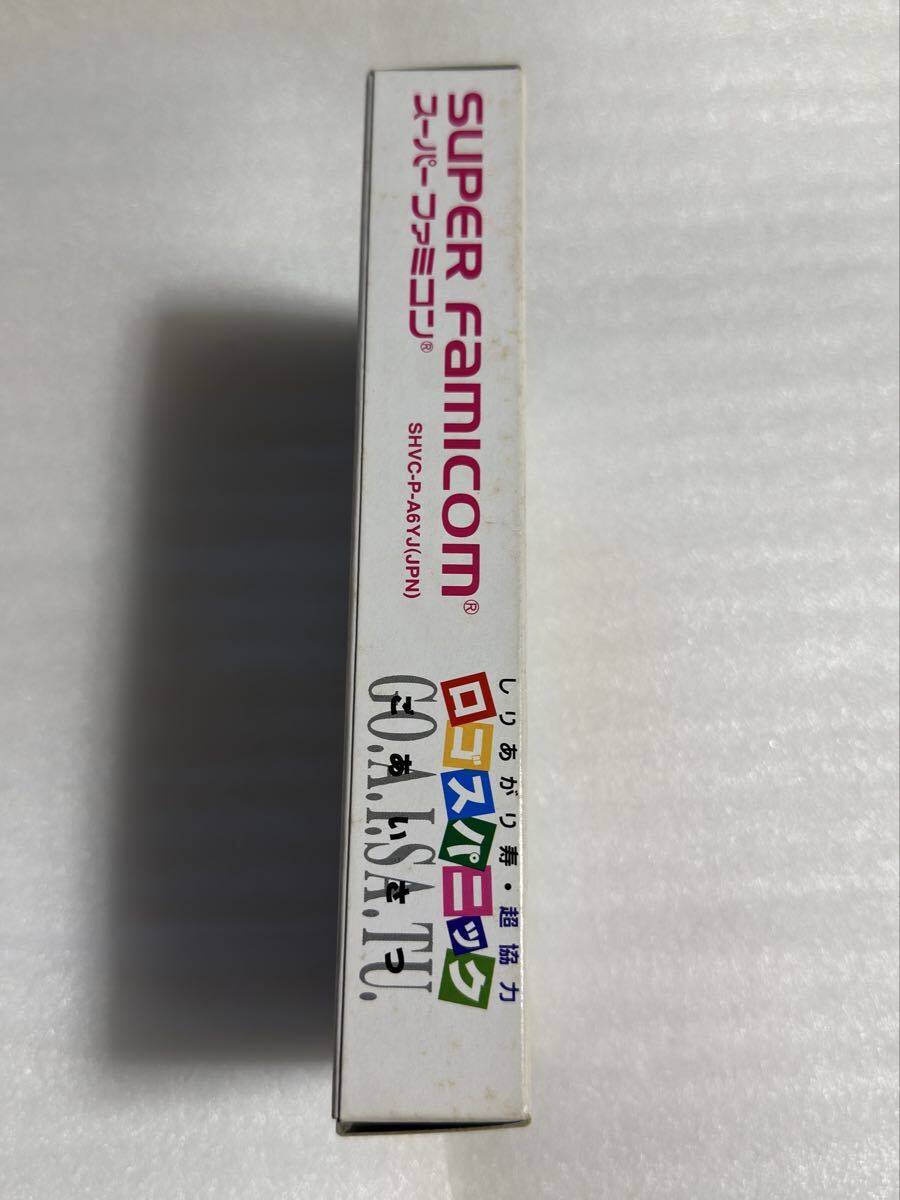 SUPER FAMICOM®
スーパーファミコン®
SHVC-P-A6YJ(JPN)
しりあがり寿・超協力
ロゴスパニック
GO.A.I.SA.TU.
ごあいさつ